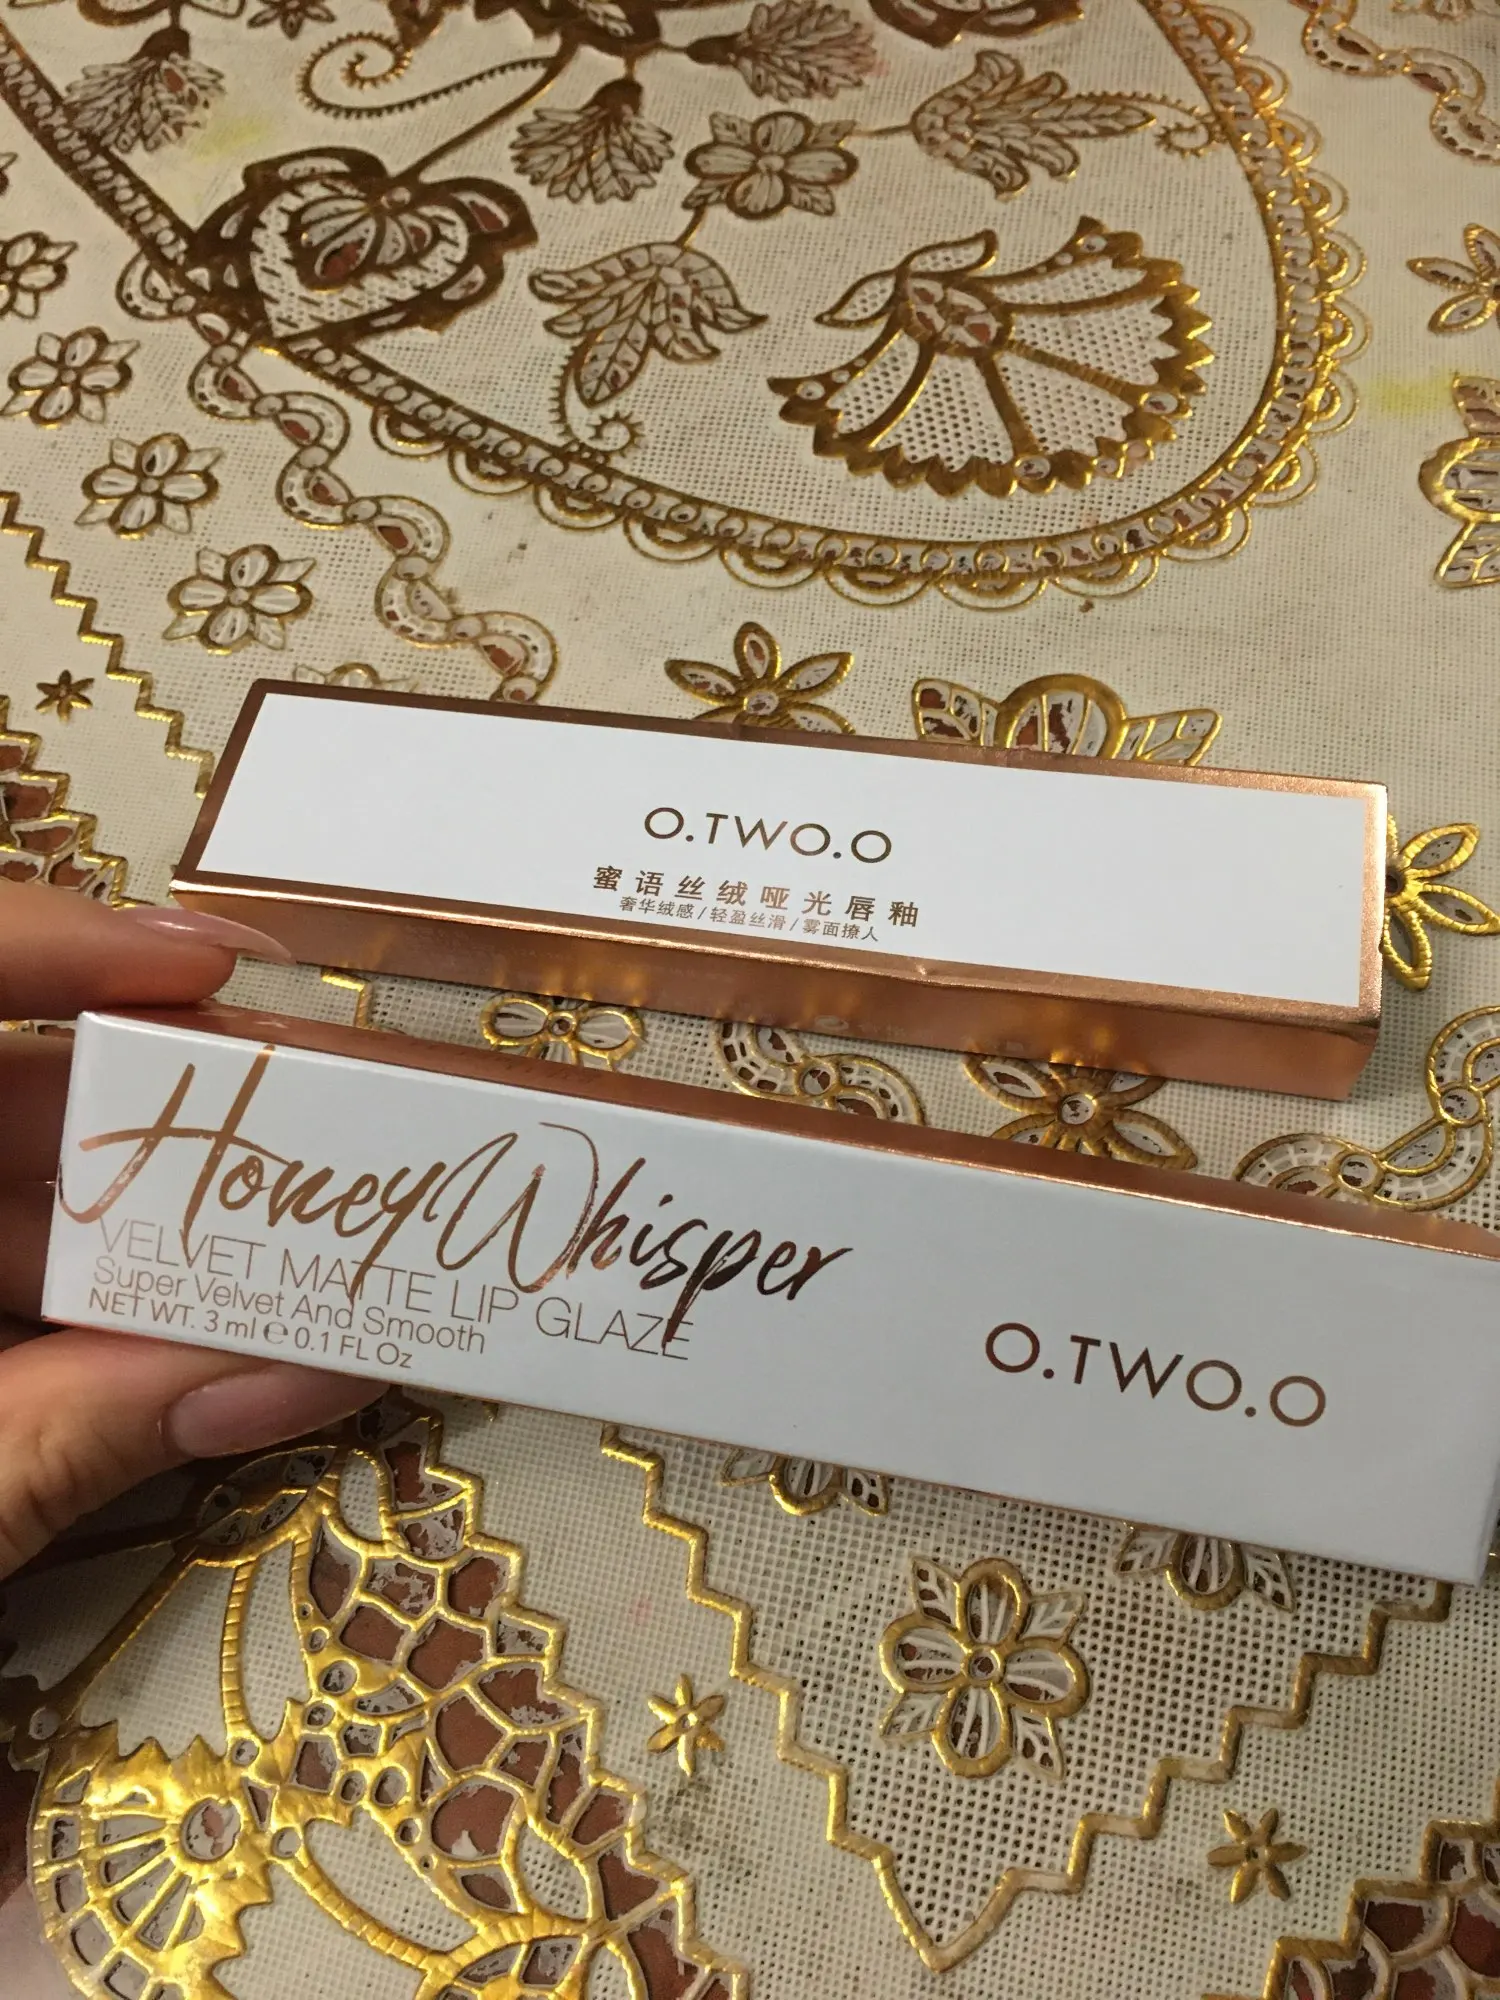 O.TWO.O
蜜语丝绒哑光唇釉
奢华绒感/轻盈丝滑/雾面撩人
Honey Whisper
VELVET MATTE LIP GLAZE
Super Velvet And Smooth
NET WT. 3 ml ℮ 0.1 FL Oz
O.TWO.O